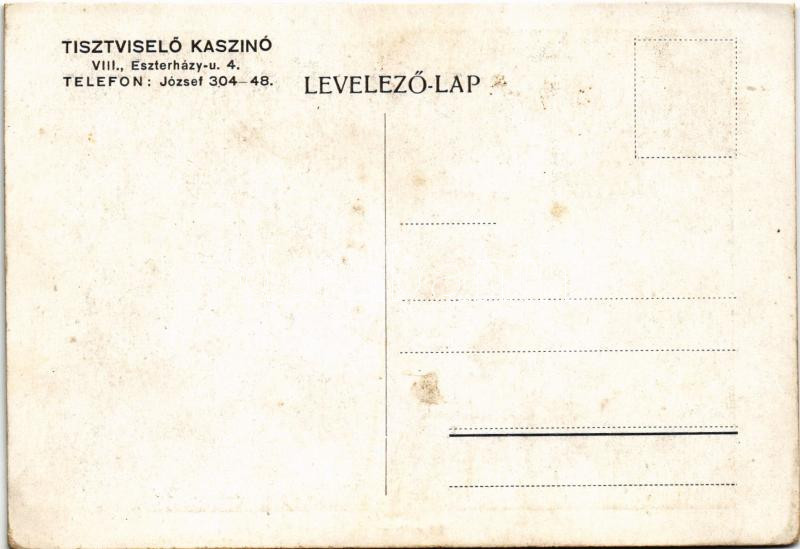 TISZTVISELŐ KASZINÓ
VIII., Eszterházy-u. 4.
TELEFON: József 304—48.
LEVELEZŐ-LAP